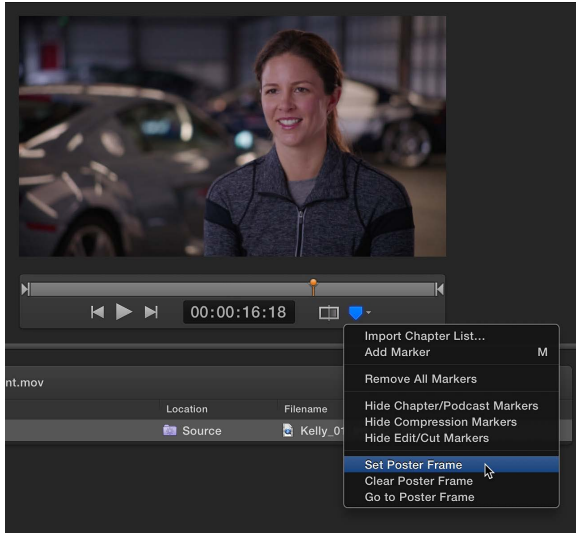 00:00:16:18
Import Chapter List...
Add Marker M
Remove All Markers
nt.mov
Hide Chapter/Podcast Markers
Location Filename
Hide Compression Markers
Source Kelly_01
Hide Edit/Cut Markers
Set Poster Frame
Clear Poster Frame
Go to Poster Frame